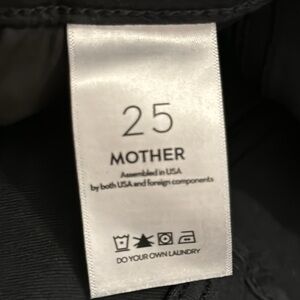 25
MOTHER
Assembled in USA
by both USA and foreign components
DO YOUR OWN LAUNDRY